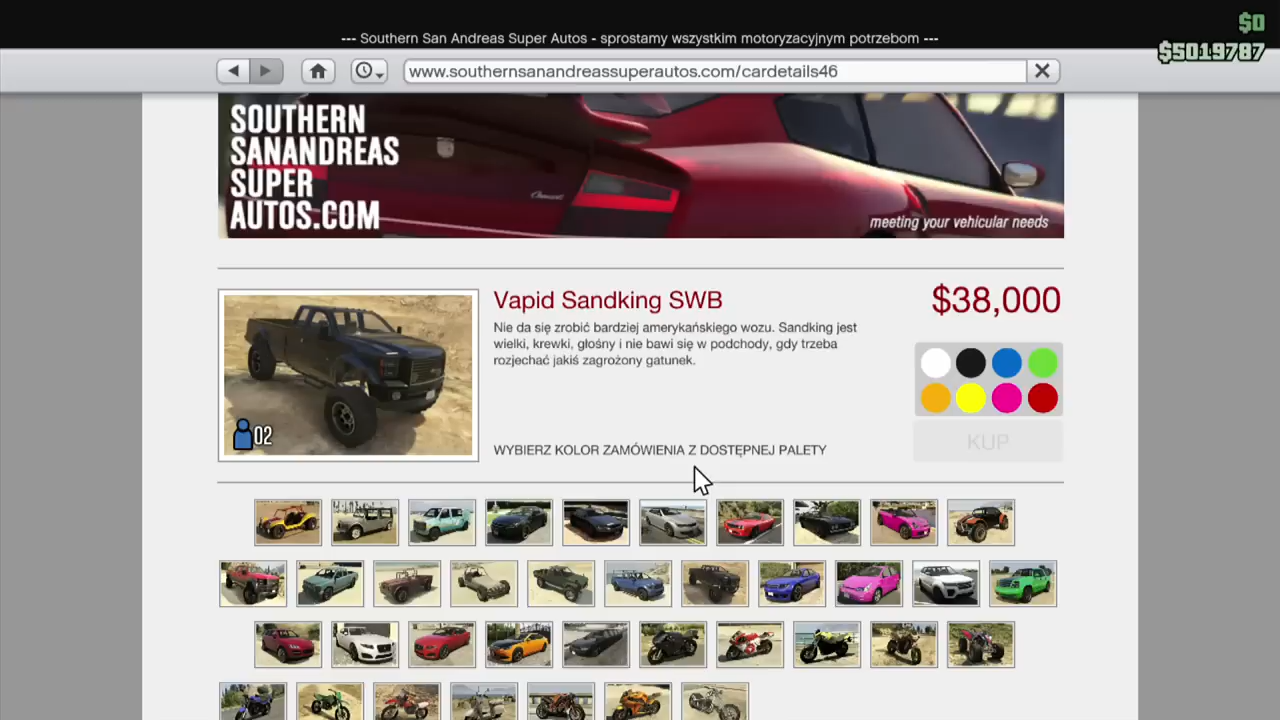 $0
--- Southern San Andreas Super Autos - sprostamy wszystkim motoryzacyjnym potrzebom ---
$5019787
www.southernsanandreassuperautos.com/cardetails46
SOUTHERN
SANANDREAS
SUPER
AUTOS.COM
meeting your vehicular needs
Vapid Sandking SWB
$38,000
Nie da się zrobić bardziej amerykańskiego wozu. Sandking jest
wielki, krewki, głośny i nie bawi się w podchody, gdy trzeba
rozjechać jakiś zagrożony gatunek.
02
WYBIERZ KOLOR ZAMÓWIENIA Z DOSTĘPNEJ PALETY
KUP